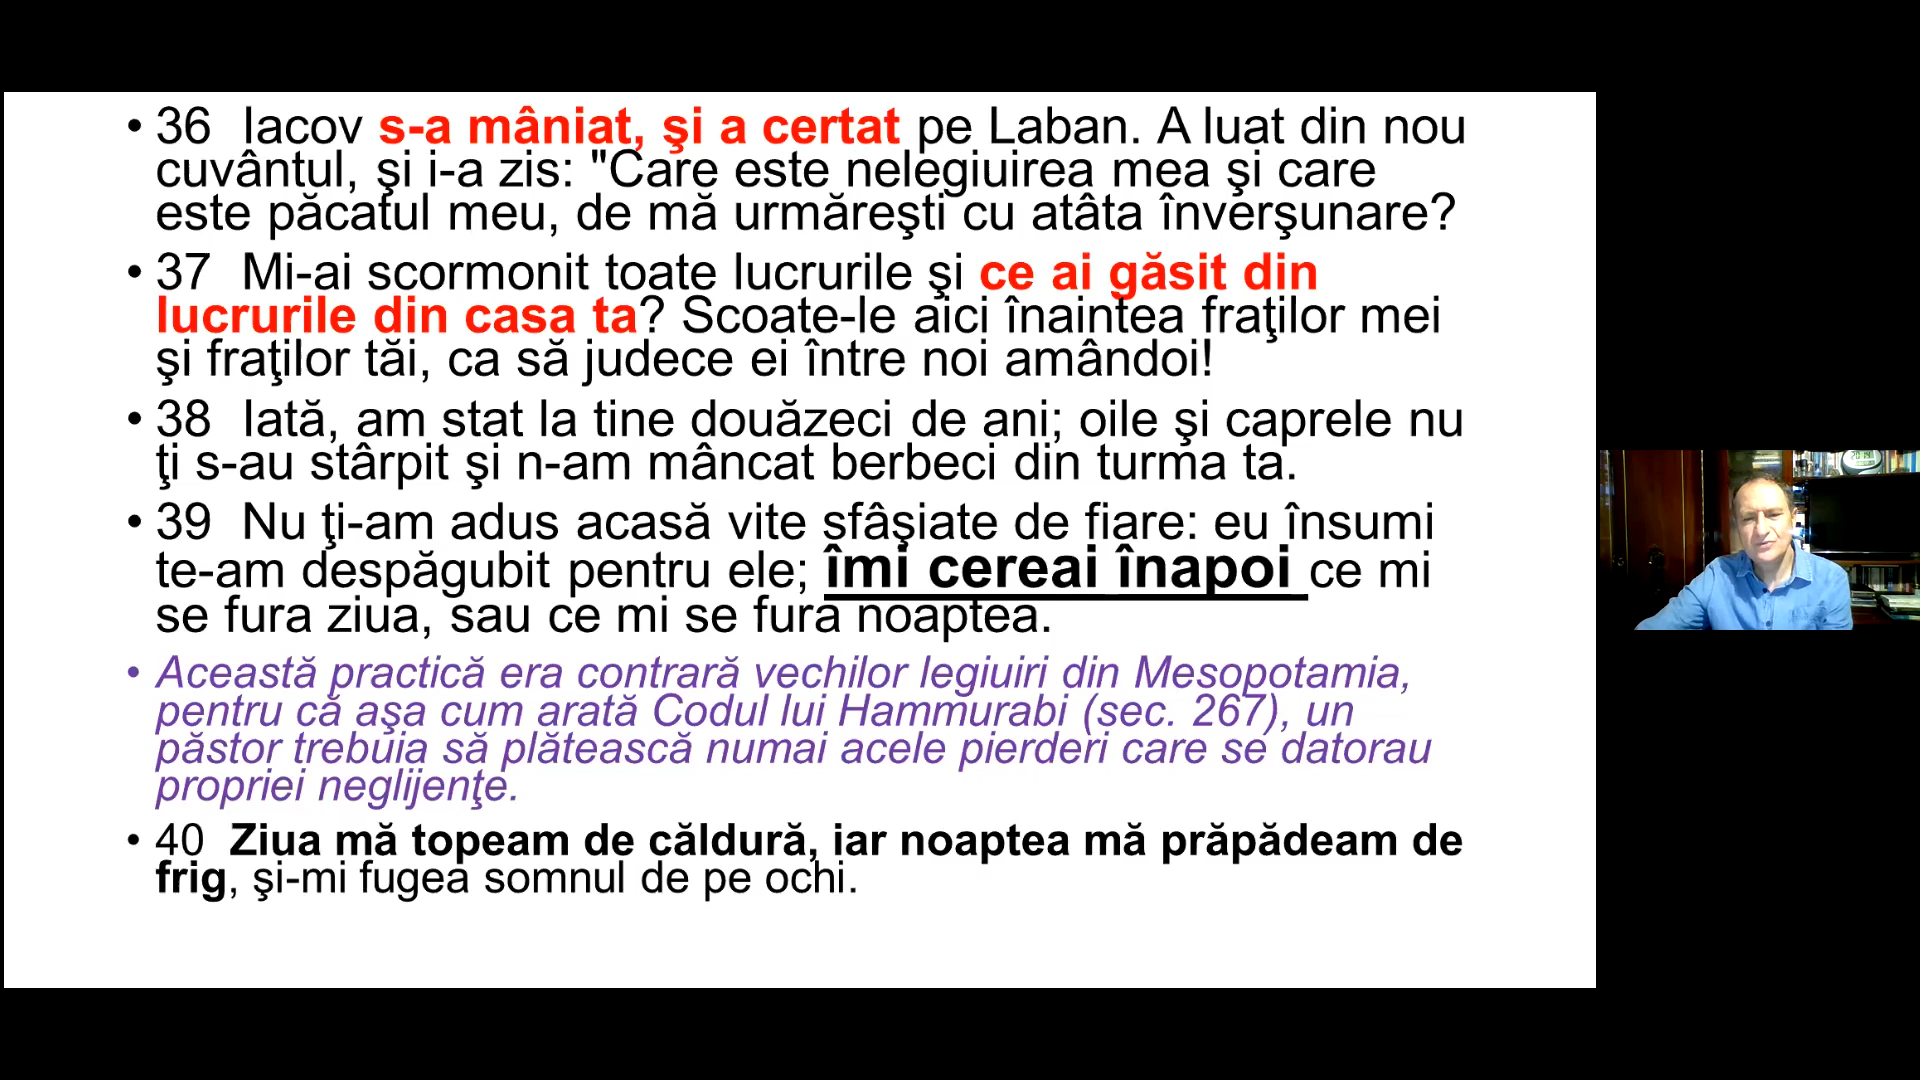 • 36 Iacov s-a mâniat, şi a certat pe Laban. A luat din nou
cuvântul, şi i-a zis: "Care este nelegiuirea mea şi care
este păcatul meu, de mă urmăreşti cu atâta înverşunare?
• 37 Mi-ai scormonit toate lucrurile şi ce ai găsit din
lucrurile din casa ta? Scoate-le aici înaintea fraţilor mei
şi fraţilor tăi, ca să judece ei între noi amândoi!
• 38 Iată, am stat la tine douăzeci de ani; oile şi caprele nu
ţi s-au stârpit şi n-am mâncat berbeci din turma ta.
• 39 Nu ţi-am adus acasă vite sfâşiate de fiare: eu însumi
te-am despăgubit pentru ele; îmi cereai înapoi ce mi
se fura ziua, sau ce mi se fura noaptea.
• Această practică era contrară vechilor legiuiri din Mesopotamia,
pentru că aşa cum arată Codul lui Hammurabi (sec. 267), un
păstor trebuia să plătească numai acele pierderi care se datorau
propriei neglijenţe.
• 40 Ziua mă topeam de căldură, iar noaptea mă prăpădeam de
frig, şi-mi fugea somnul de pe ochi.